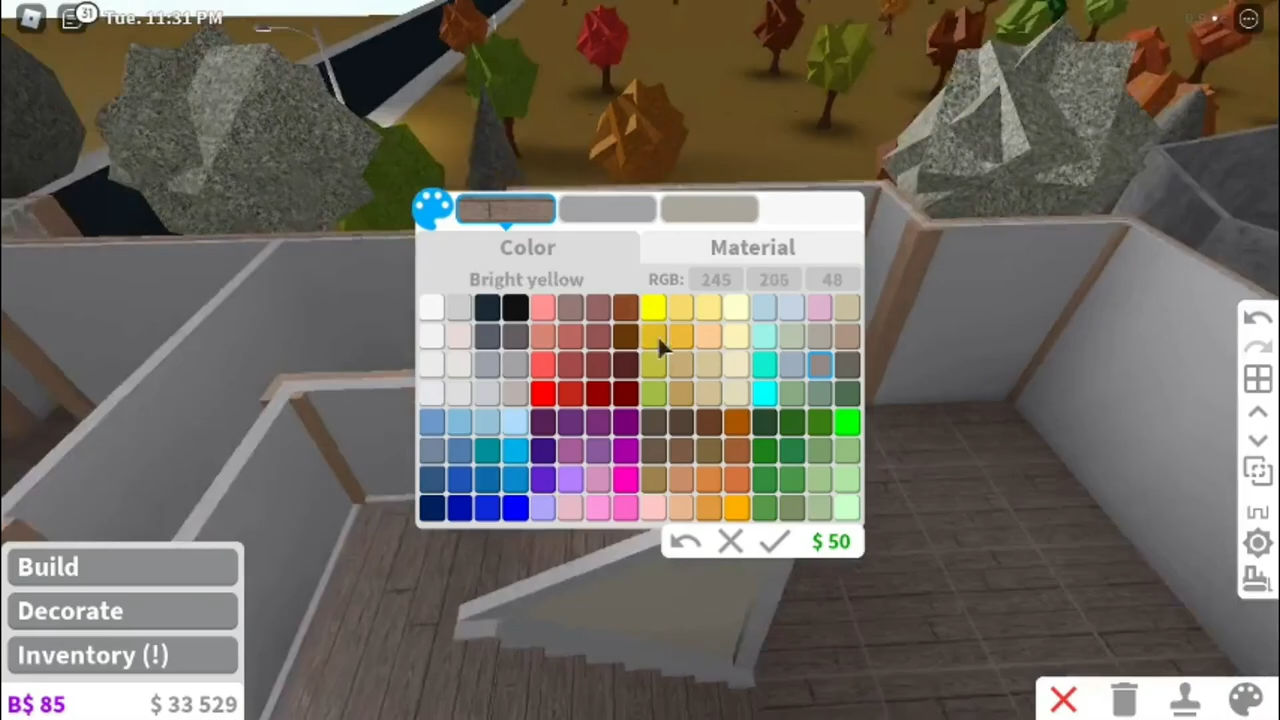 31
Tue. 11:31 PM
Color
Material
Bright yellow
RGB: 245 205 48
$ 50
Build
Decorate
Inventory (!)
B$ 85
$ 33 529